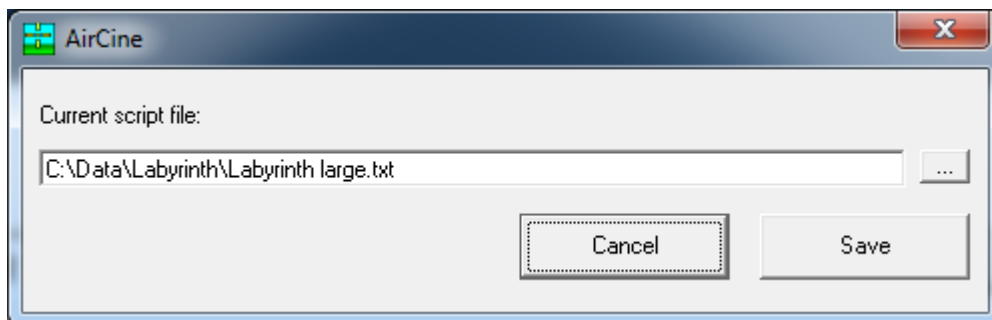 AirCine
Current script file:
C:\Data\Labyrinth\Labyrinth large.txt
...
Cancel
Save